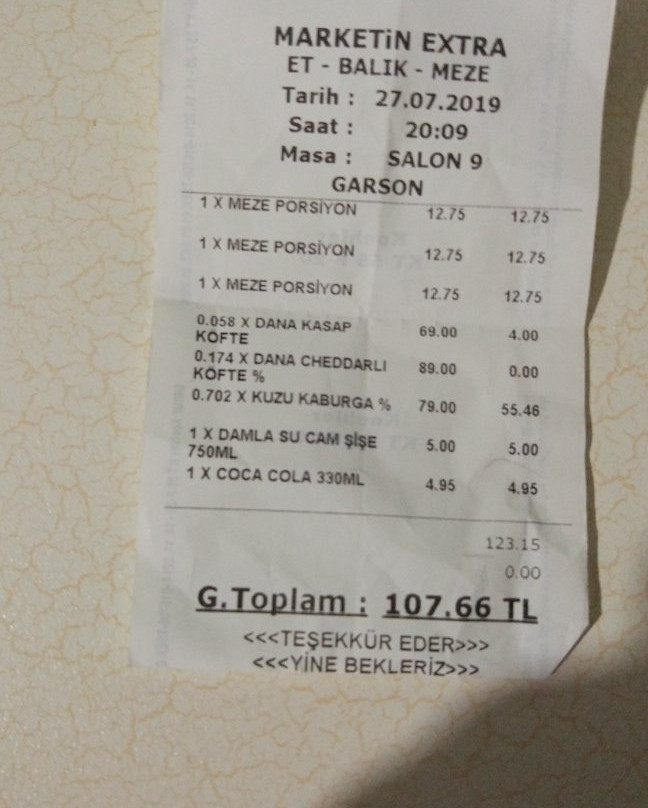 MARKETiN EXTRA
ET - BALIK - MEZE
Tarih : 27.07.2019
Saat : 20:09
Masa : SALON 9
GARSON
1 X MEZE PORSİYON 12.75 12.75
1 X MEZE PORSİYON 12.75 12.75
1 X MEZE PORSİYON 12.75 12.75
0.058 X DANA KASAP 69.00 4.00
KÖFTE
0.174 X DANA CHEDDARLI 89.00 0.00
KÖFTE %
0.702 X KUZU KABURGA % 79.00 55.46
1 X DAMLA SU CAM ŞİŞE 5.00 5.00
750ML
1 X COCA COLA 330ML 4.95 4.95
123.15
0.00
G.Toplam : 107.66 TL
<<<TEŞEKKÜR EDER>>>
<<<YİNE BEKLERİZ>>>